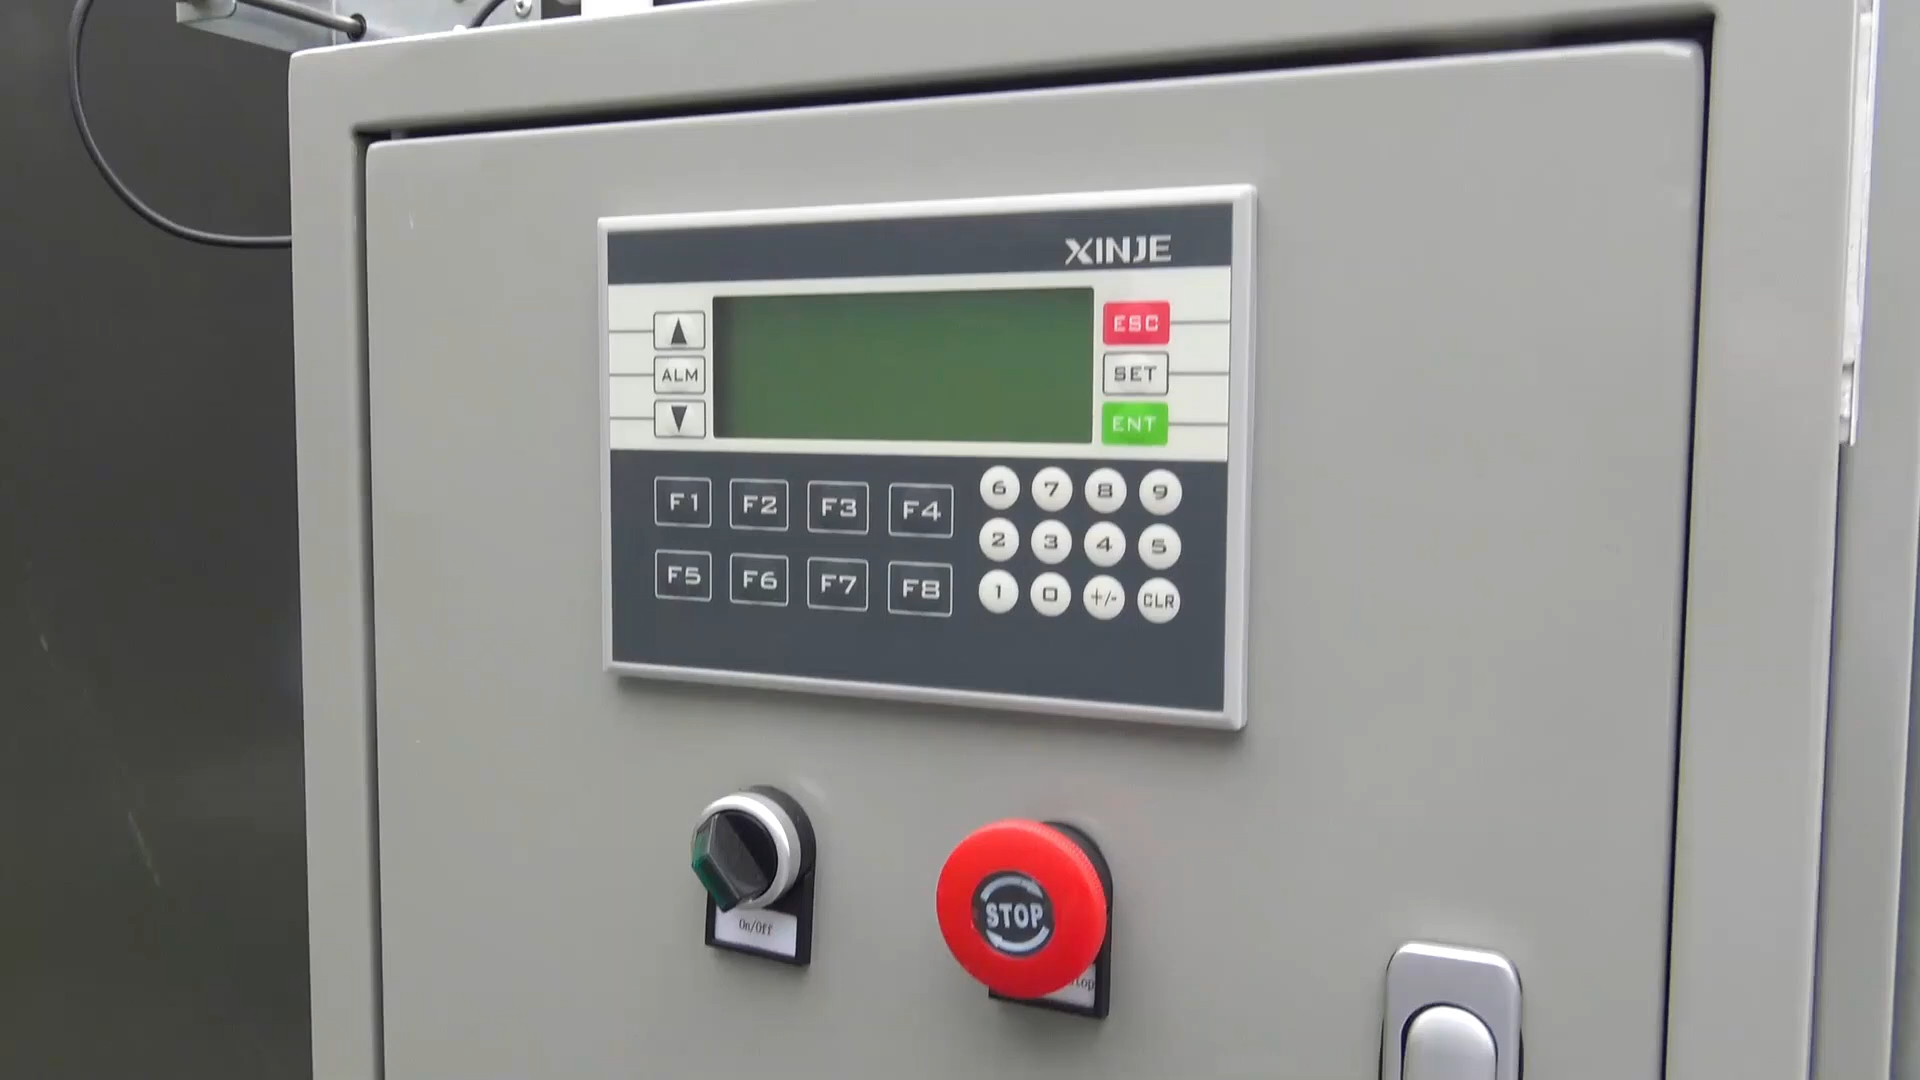 XINJE
▲
ESC
ALM
SET
▼
ENT
F1 F2 F3 F4
F5 F6 F7 F8
6 7 8 9
2 3 4 5
1 0 +/- CLR
On/Off
STOP